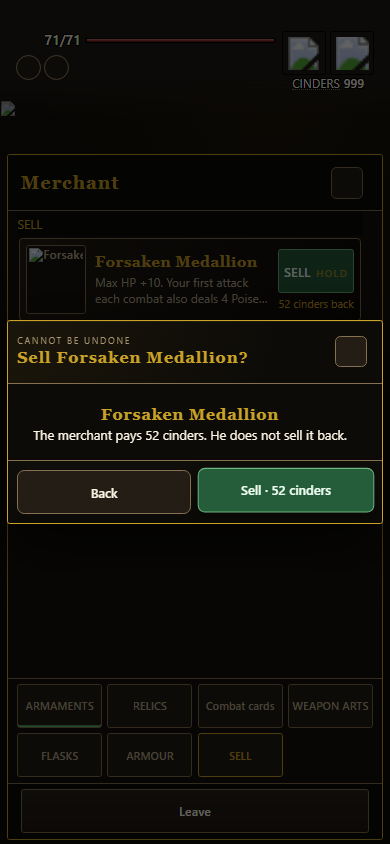 71/71
CINDERS 999
Merchant
SELL
Forsake
Forsaken Medallion
Max HP +10. Your first attack
each combat also deals 4 Poise...
SELL HOLD
52 cinders back
CANNOT BE UNDONE
Sell Forsaken Medallion?
Forsaken Medallion
The merchant pays 52 cinders. He does not sell it back.
Back
Sell · 52 cinders
ARMAMENTS
RELICS
Combat cards
WEAPON ARTS
FLASKS
ARMOUR
SELL
Leave